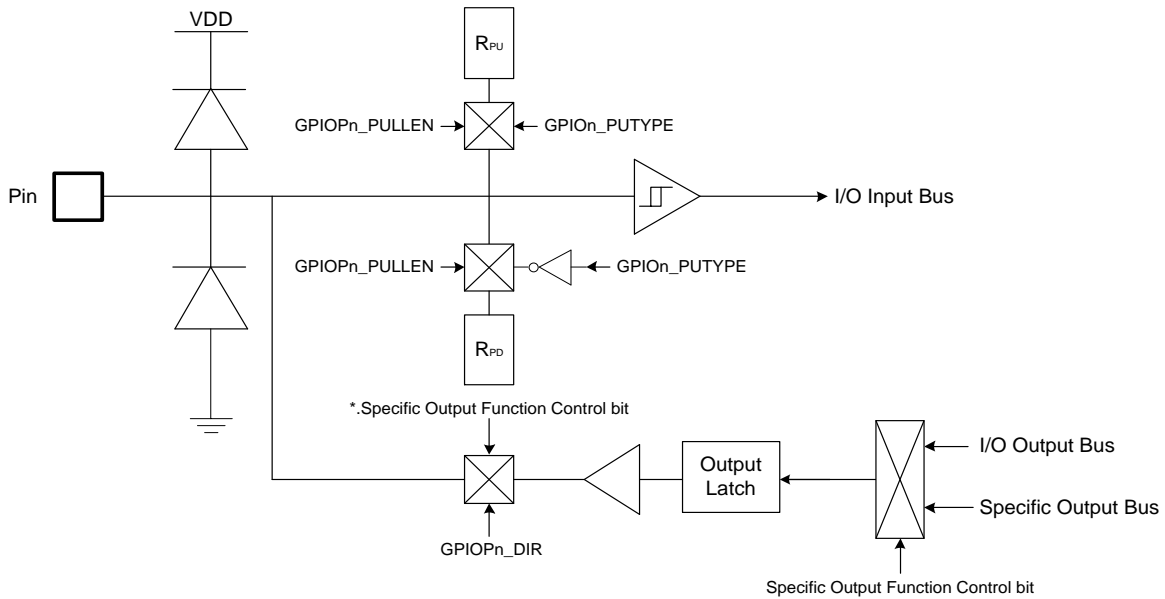 VDD
RPU
GPIOPn_PULLEN
GPIOn_PUTYPE
Pin
I/O Input Bus
GPIOPn_PULLEN
GPIOn_PUTYPE
RPD
*.Specific Output Function Control bit
Output
Latch
I/O Output Bus
Specific Output Bus
GPIOPn_DIR
Specific Output Function Control bit